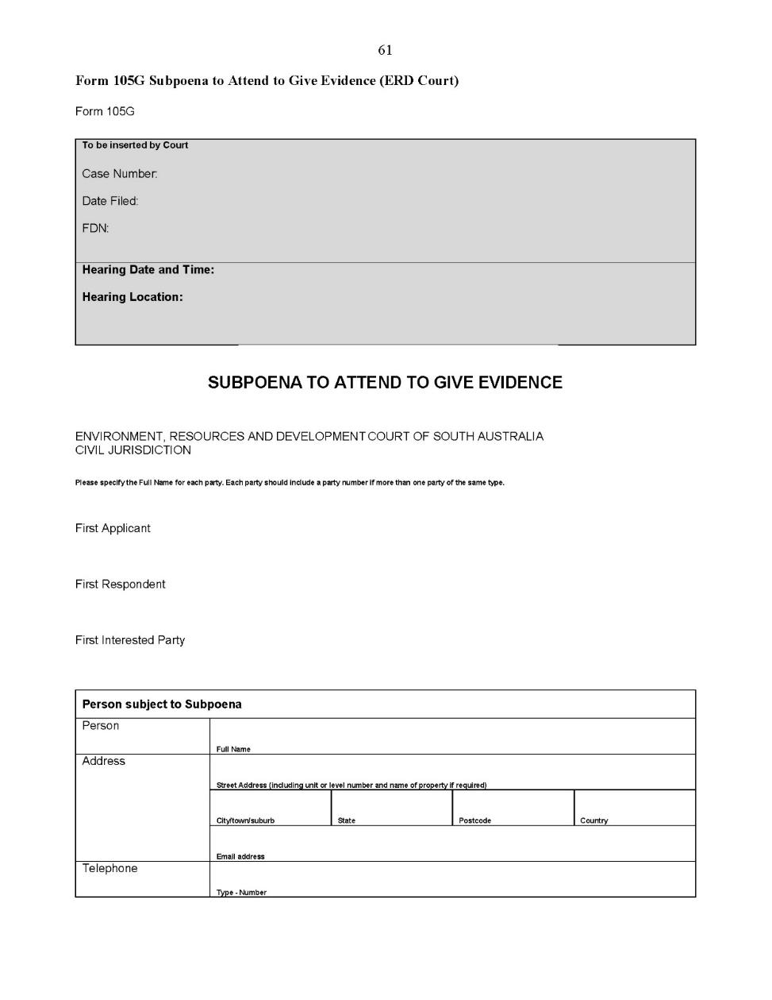 61
Form 105G Subpoena to Attend to Give Evidence (ERD Court)
Form 105G
To be inserted by Court
Case Number:
Date Filed:
FDN:
Hearing Date and Time:
Hearing Location:
SUBPOENA TO ATTEND TO GIVE EVIDENCE
ENVIRONMENT, RESOURCES AND DEVELOPMENT COURT OF SOUTH AUSTRALIA
CIVIL JURISDICTION
Please specify the Full Name for each party. Each party should include a party number if more than one party of the same type.
First Applicant
First Respondent
First Interested Party
Person subject to Subpoena
Person
Full Name
Address
Street Address (including unit or level number and name of property if required)
City/town/suburb State Postcode Country
Email address
Telephone
Type - Number